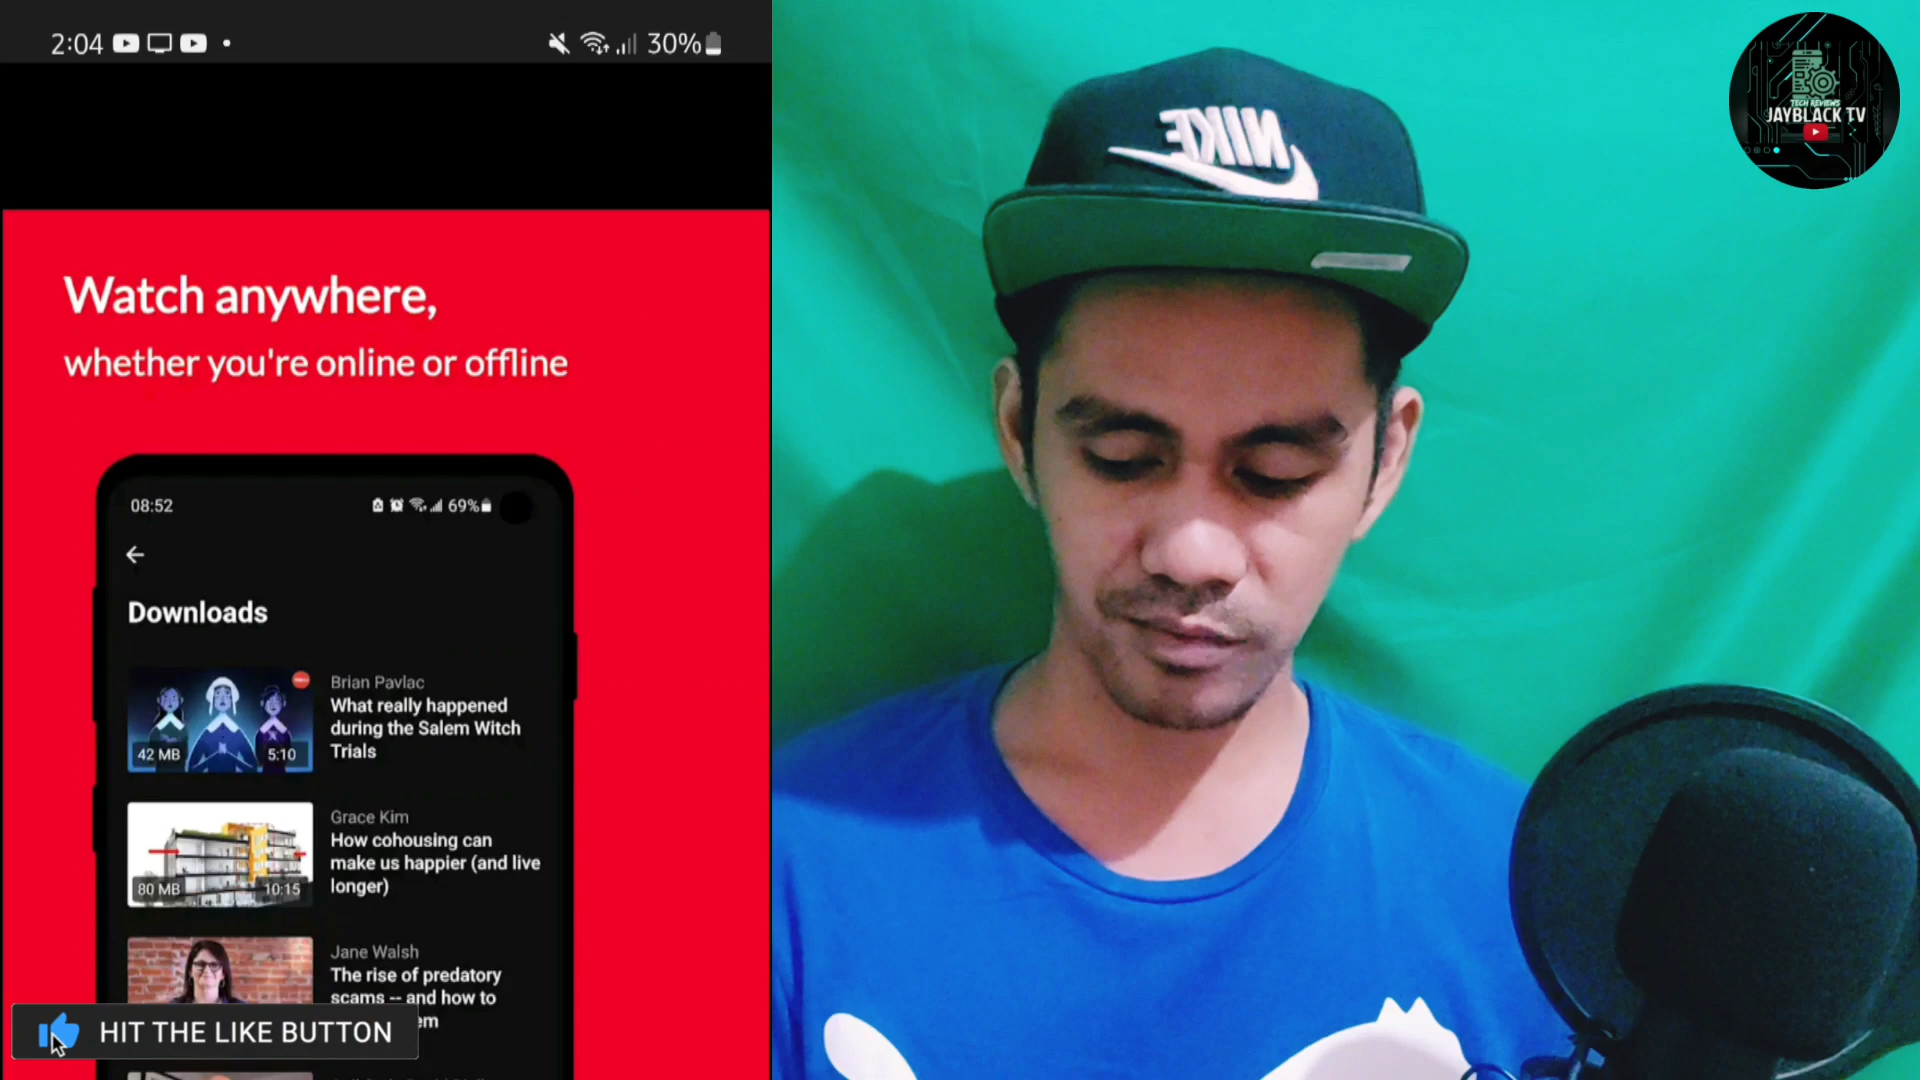 2:04
30%
Watch anywhere,
whether you're online or offline
08:52
69%
Downloads
Brian Pavlac
What really happened
during the Salem Witch
Trials
42 MB
5:10
Grace Kim
How cohousing can
make us happier (and live
longer)
80 MB
10:15
Jane Walsh
The rise of predatory
scams -- and how to
em
HIT THE LIKE BUTTON
NIKE
TECH REVIEWS
JAYBLACK TV